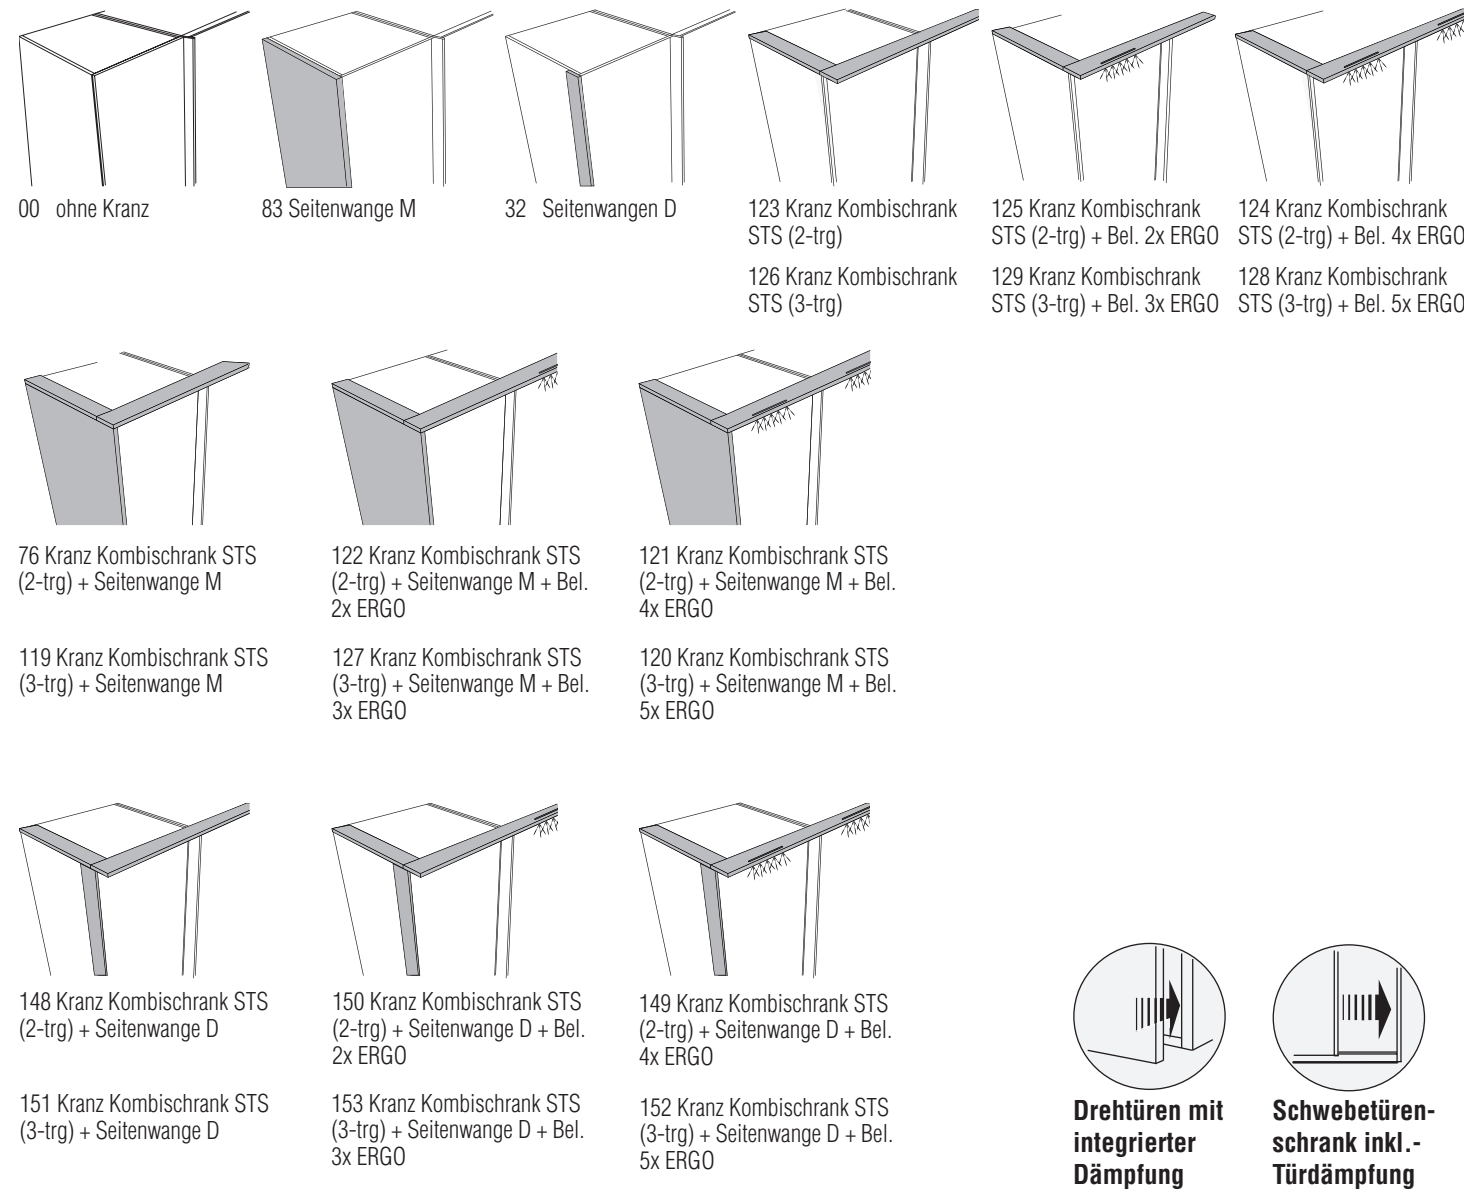 00 ohne Kranz
83 Seitenwange M
32 Seitenwangen D
123 Kranz Kombischrank
STS (2-trg)
126 Kranz Kombischrank
STS (3-trg)
125 Kranz Kombischrank
STS (2-trg) + Bel. 2x ERGO
129 Kranz Kombischrank
STS (3-trg) + Bel. 3x ERGO
124 Kranz Kombischrank
STS (2-trg) + Bel. 4x ERGO
128 Kranz Kombischrank
STS (3-trg) + Bel. 5x ERGO
76 Kranz Kombischrank STS
(2-trg) + Seitenwange M
119 Kranz Kombischrank STS
(3-trg) + Seitenwange M
122 Kranz Kombischrank STS
(2-trg) + Seitenwange M + Bel.
2x ERGO
127 Kranz Kombischrank STS
(3-trg) + Seitenwange M + Bel.
3x ERGO
121 Kranz Kombischrank STS
(2-trg) + Seitenwange M + Bel.
4x ERGO
120 Kranz Kombischrank STS
(3-trg) + Seitenwange M + Bel.
5x ERGO
148 Kranz Kombischrank STS
(2-trg) + Seitenwange D
151 Kranz Kombischrank STS
(3-trg) + Seitenwange D
150 Kranz Kombischrank STS
(2-trg) + Seitenwange D + Bel.
2x ERGO
153 Kranz Kombischrank STS
(3-trg) + Seitenwange D + Bel.
3x ERGO
149 Kranz Kombischrank STS
(2-trg) + Seitenwange D + Bel.
4x ERGO
152 Kranz Kombischrank STS
(3-trg) + Seitenwange D + Bel.
5x ERGO
Drehtüren mit
integrierter
Dämpfung
Schwebetüren-
schrank inkl.-
Türdämpfung